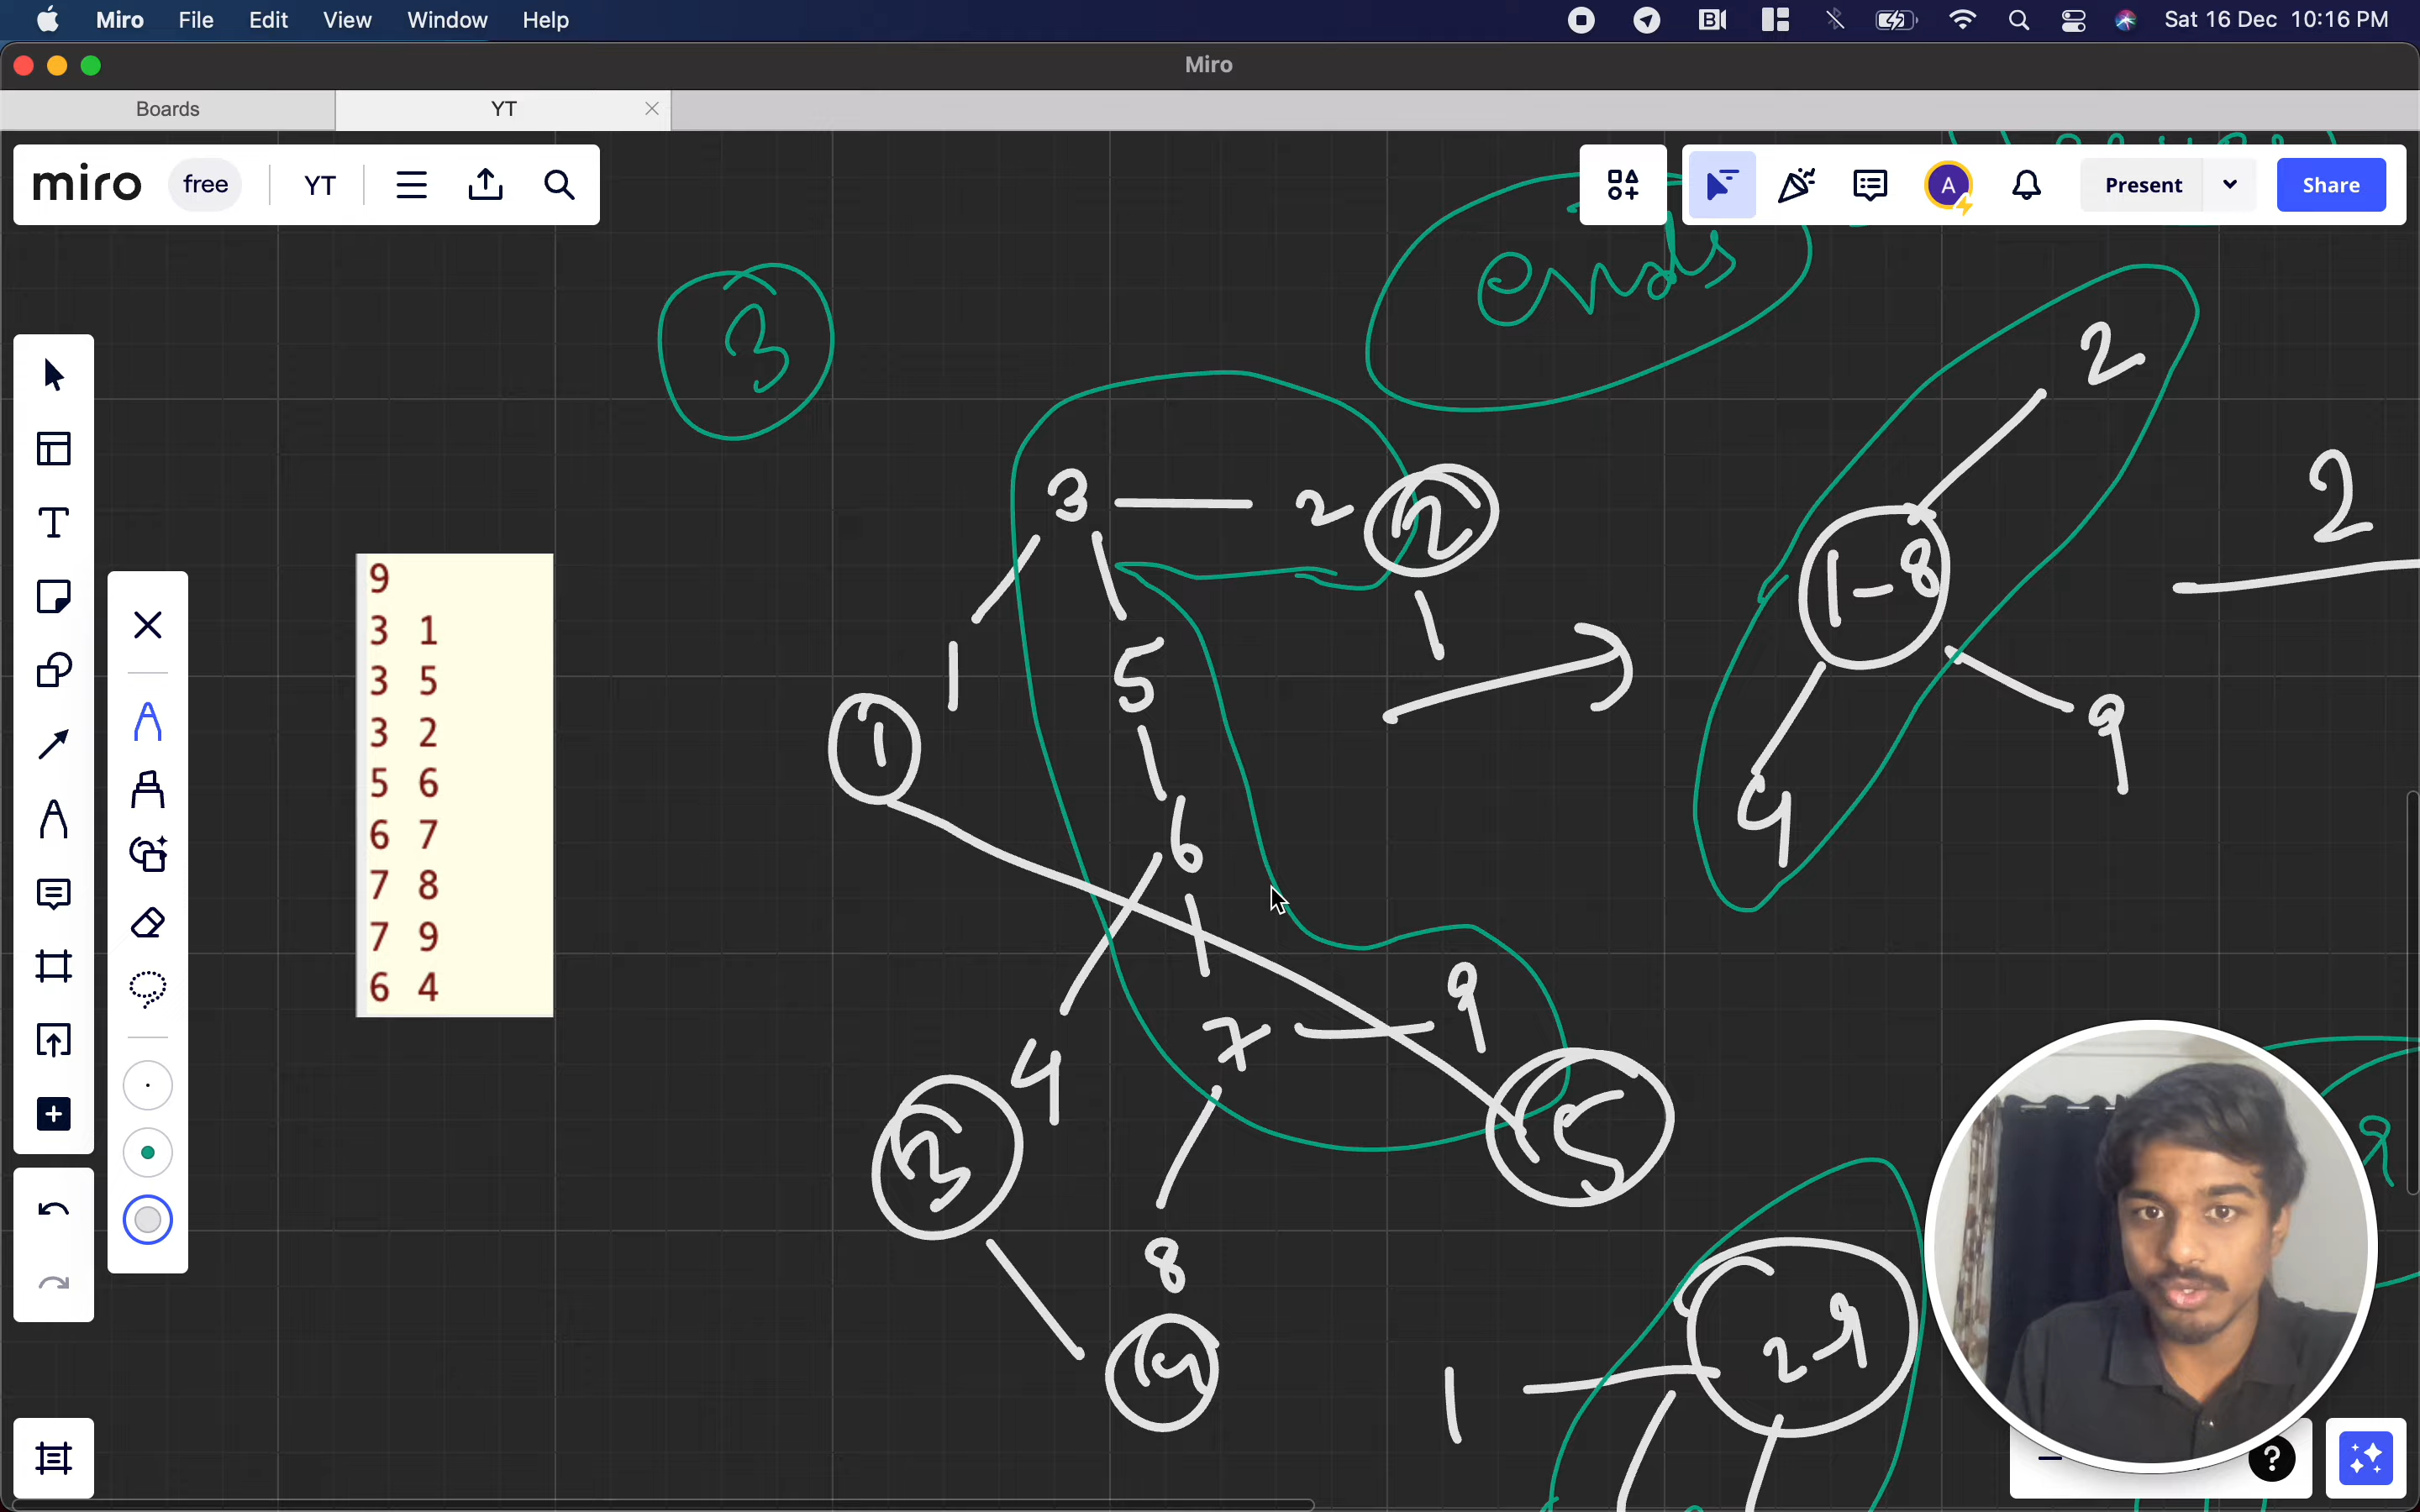 Miro File Edit View Window Help
Sat 16 Dec 10:16 PM
Miro
Boards
YT
miro free YT
Present
Share
ends
3
2
3 2 2
1-8
2
9
3 1
3 5
3 2
5 6
6 7
7 8
7 9
6 4
1
1
5
1
9
4
6
9
7
4
3
5
9
8
2-9
4
1
A
?